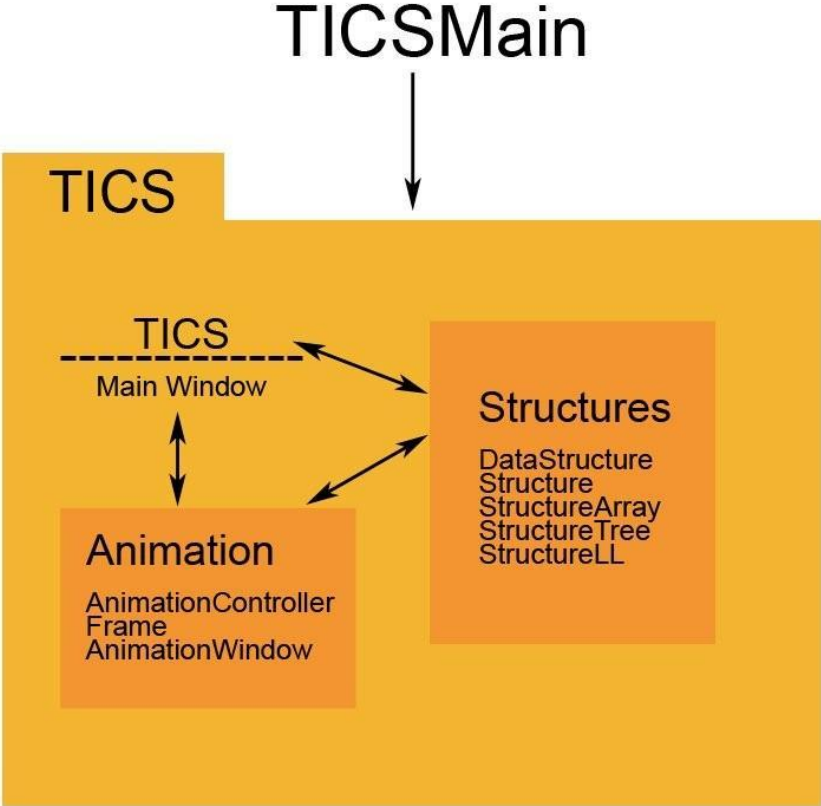 TICSMain
TICS
TICS
Main Window
Structures
DataStructure
Structure
StructureArray
StructureTree
StructureLL
Animation
AnimationController
Frame
AnimationWindow